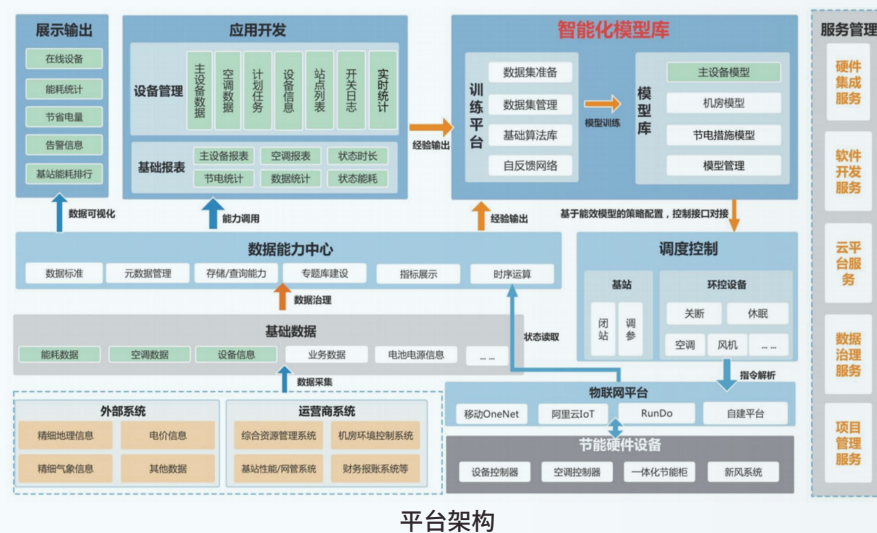 展示输出
在线设备
能耗统计
节省电量
告警信息
基站能耗排行
应用开发
设备管理
主设备数据
空调数据
计划任务
设备信息
站点列表
开关日志
实时统计
基础报表
主设备报表
空调报表
状态时长
节电统计
数据统计
状态能耗
经验输出
智能化模型库
训练平台
数据集准备
数据集管理
基础算法库
自反馈网络
模型训练
模型库
主设备模型
机房模型
节电措施模型
模型管理
数据可视化
能力调用
经验输出
基于能效模型的策略配置，控制接口对接
数据能力中心
数据标准
元数据管理
存储/查询能力
专题库建设
指标展示
时序运算
数据治理
调度控制
基站
闭站
调参
环控设备
关断
休眠
空调
风机
... ...
基础数据
能耗数据
空调数据
设备信息
业务数据
电池电源信息
... ...
状态读取
数据采集
指令解析
外部系统
精细地理信息
电价信息
精细气象信息
其他数据
运营商系统
综合资源管理系统
机房环境控制系统
基站性能/网管系统
财务报账系统等
物联网平台
移动OneNet
阿里云IoT
RunDo
自建平台
节能硬件设备
设备控制器
空调控制器
一体化节能柜
新风系统
服务管理
硬件
集成
服务
软件
开发
服务
云平
台服
务
数据
治理
服务
项目
管理
服务
平台架构